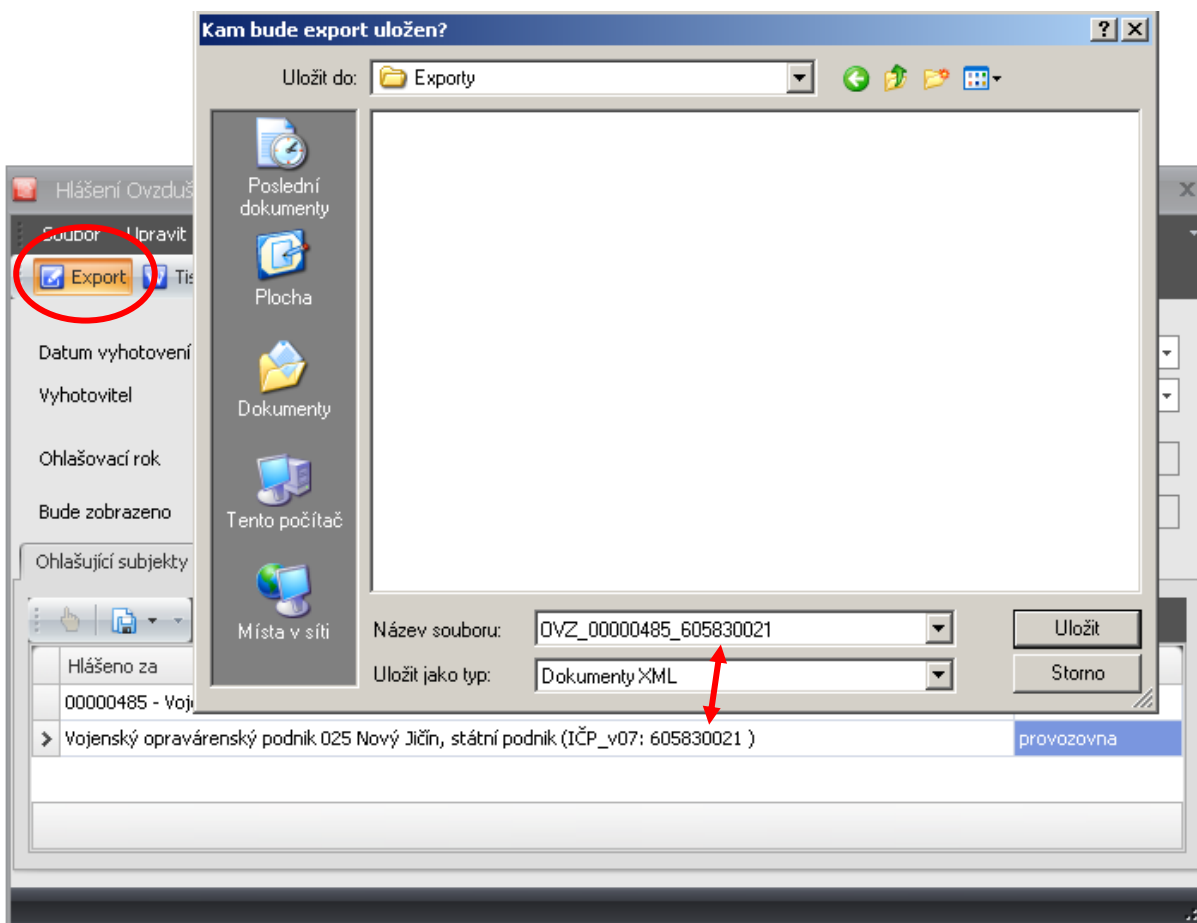 Kam bude export uložen?
Uložit do: Exporty
Poslední
dokumenty
Plocha
Dokumenty
Tento počítač
Místa v síti
Název souboru: OVZ_00000485_605830021 Uložit
Uložit jako typ: Dokumenty XML Storno
Hlášení Ovzduš
Soubor Upravit
Export Tis
Datum vyhotovení
Vyhotovitel
Ohlašovací rok
Bude zobrazeno
Ohlašující subjekty
Hlášeno za
00000485 - Voj
Vojenský opravárenský podnik 025 Nový Jičín, státní podnik (IČP_v07: 605830021 ) provozovna